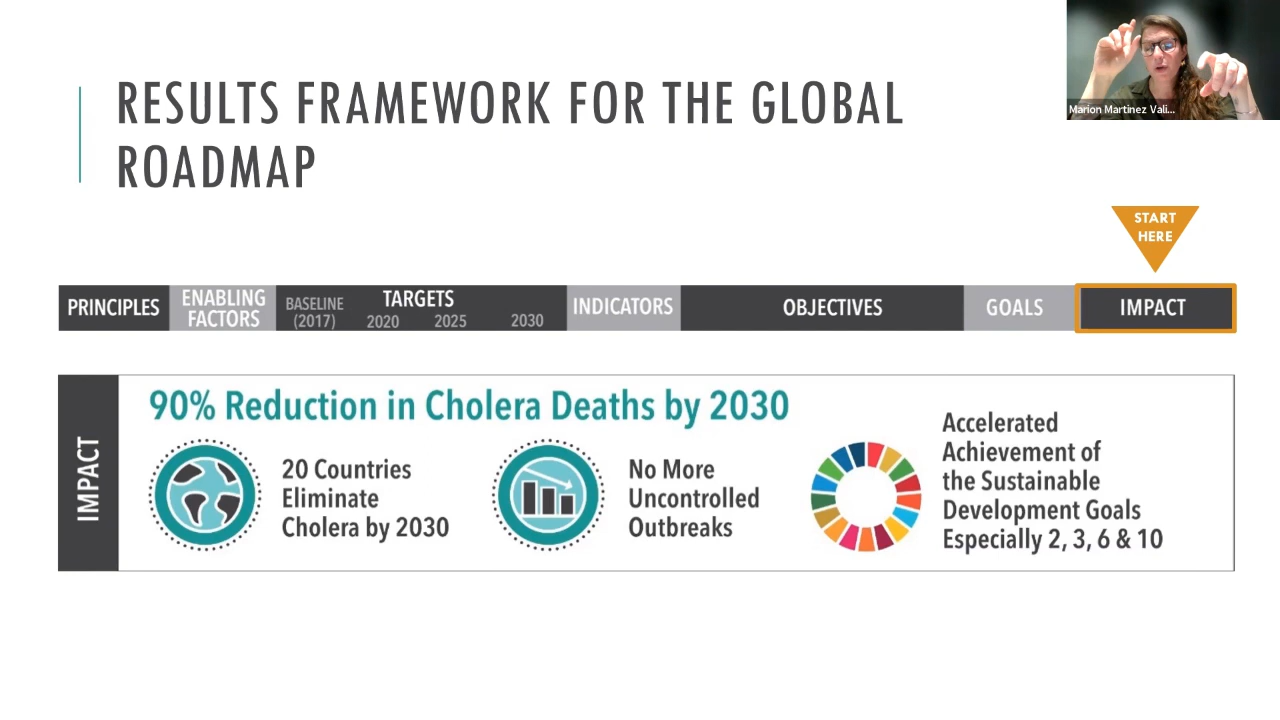 RESULTS FRAMEWORK FOR THE GLOBAL
ROADMAP
Marion Martinez Vali...
START
HERE
PRINCIPLES
ENABLING
FACTORS
BASELINE
(2017)
TARGETS
2020 2025 2030
INDICATORS
OBJECTIVES
GOALS
IMPACT
IMPACT
90% Reduction in Cholera Deaths by 2030
20 Countries
Eliminate
Cholera by 2030
No More
Uncontrolled
Outbreaks
Accelerated
Achievement of
the Sustainable
Development Goals
Especially 2, 3, 6 & 10